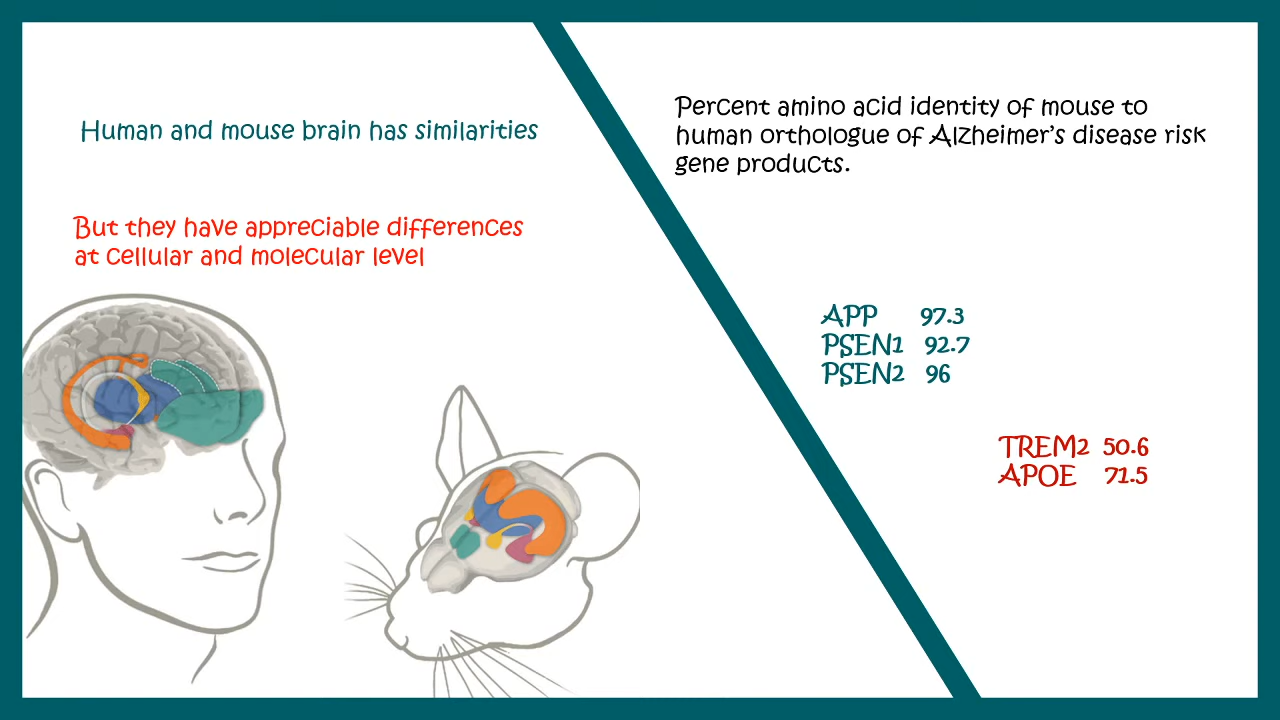 Human and mouse brain has similarities
But they have appreciable differences
at cellular and molecular level
Percent amino acid identity of mouse to
human orthologue of Alzheimer's disease risk
gene products.
APP 97.3
PSEN1 92.7
PSEN2 96
TREM2 50.6
APOE 71.5